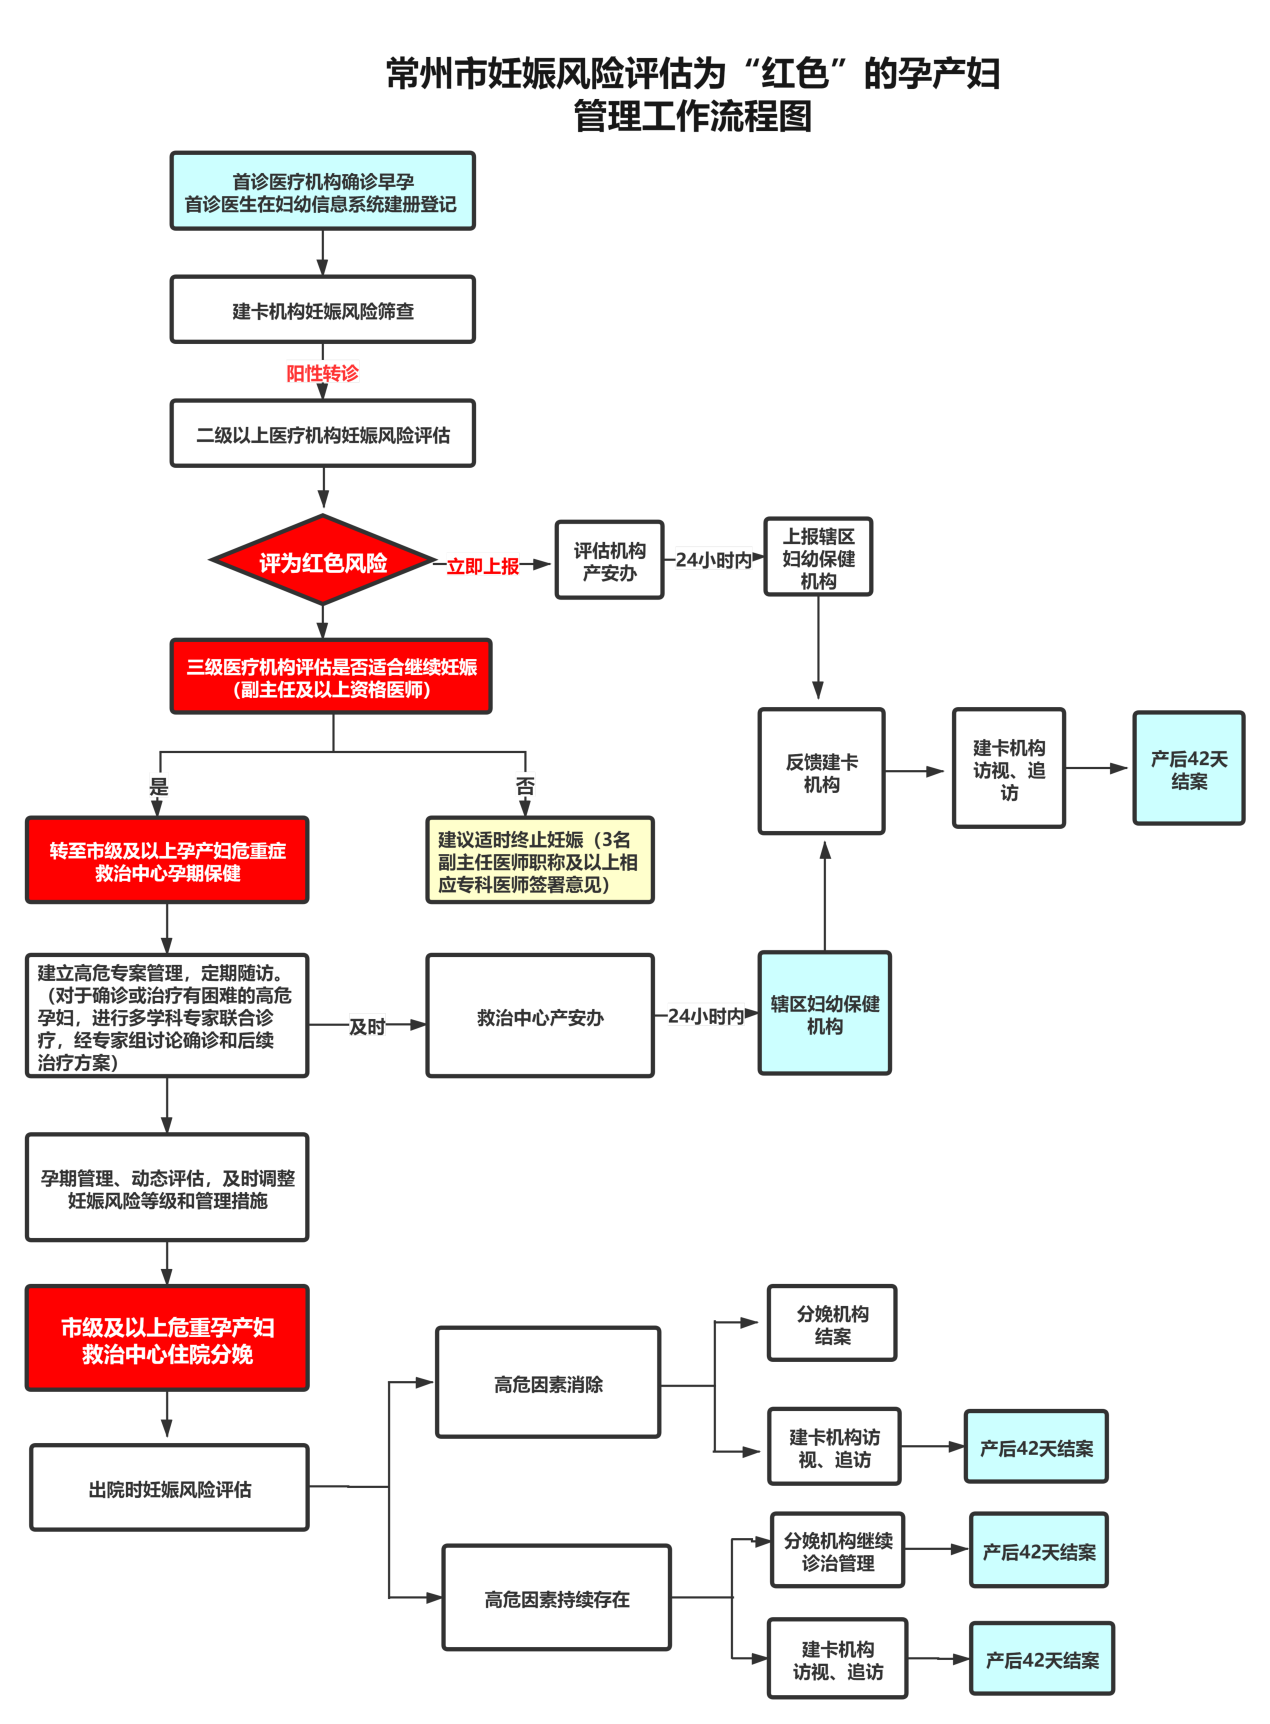 常州市妊娠风险评估为“红色”的孕产妇
管理工作流程图
首诊医疗机构确诊早孕
首诊医生在妇幼信息系统建册登记
建卡机构妊娠风险筛查
阳性转诊
二级以上医疗机构妊娠风险评估
评为红色风险
立即上报
评估机构
产安办
24小时内
上报辖区
妇幼保健
机构
三级医疗机构评估是否适合继续妊娠
（副主任及以上资格医师）
反馈建卡
机构
建卡机构
访视、追
访
产后42天
结案
是
否
转至市级及以上孕产妇危重症
救治中心孕期保健
建议适时终止妊娠（3名
副主任医师职称及以上相
应专科医师签署意见）
建立高危专案管理，定期随访。
（对于确诊或治疗有困难的高危
孕妇，进行多学科专家联合诊
疗，经专家组讨论确诊和后续
治疗方案）
及时
救治中心产安办
24小时内
辖区妇幼保健
机构
孕期管理、动态评估，及时调整
妊娠风险等级和管理措施
市级及以上危重孕产妇
救治中心住院分娩
出院时妊娠风险评估
高危因素消除
分娩机构
结案
建卡机构访
视、追访
产后42天结案
高危因素持续存在
分娩机构继续
诊治管理
产后42天结案
建卡机构
访视、追访
产后42天结案